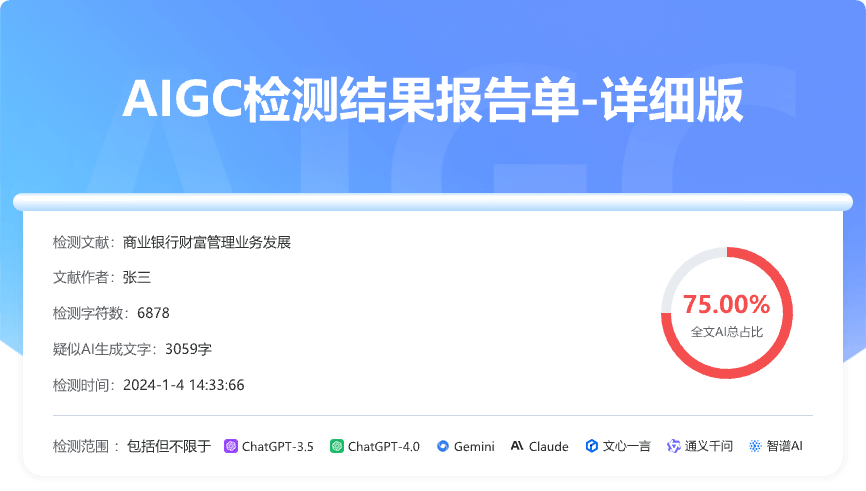 AIGC检测结果报告单-详细版
AIGC
检测文献：商业银行财富管理业务发展
文献作者：张三
检测字符数：6878
疑似AI生成文字：3059字
检测时间：2024-1-4 14:33:66
75.00%
全文AI总占比
检测范围 ：包括但不限于 ChatGPT-3.5 ChatGPT-4.0 Gemini Claude 文心一言 通义千问 智谱AI